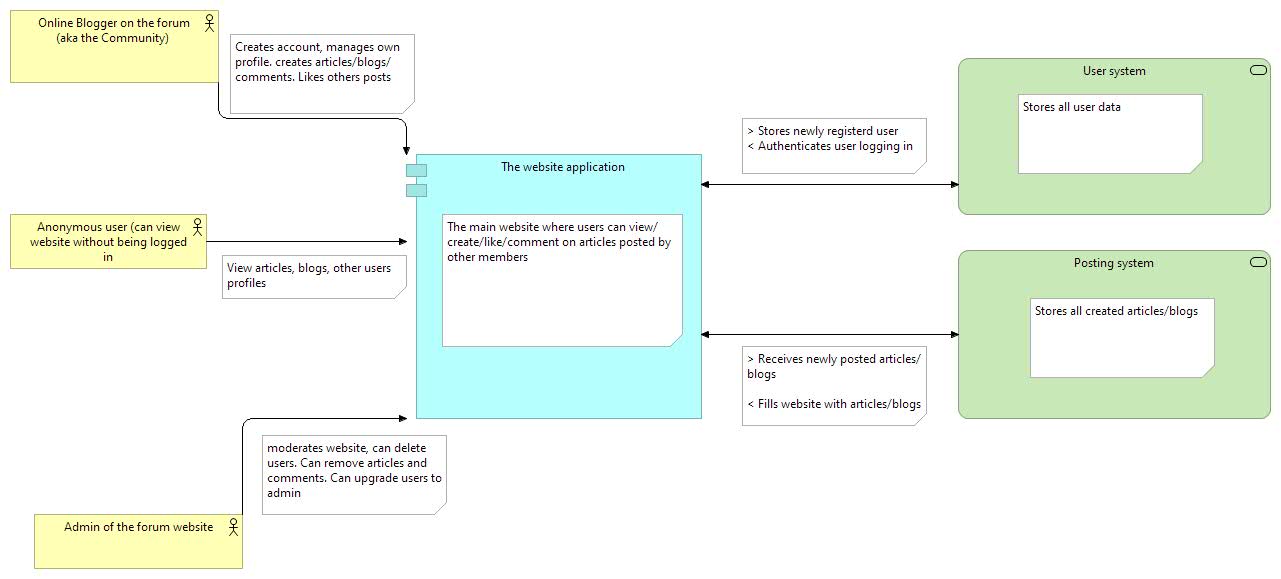 Online Blogger on the forum
(aka the Community)
Creates account, manages own
profile. creates articles/blogs/
comments. Likes others posts
User system
Stores all user data
> Stores newly registerd user
< Authenticates user logging in
The website application
The main website where users can view/
create/like/comment on articles posted by
other members
Anonymous user (can view
website without being logged
in
View articles, blogs, other users
profiles
Posting system
Stores all created articles/blogs
> Receives newly posted articles/
blogs
< Fills website with articles/blogs
moderates website, can delete
users. Can remove articles and
comments. Can upgrade users to
admin
Admin of the forum website